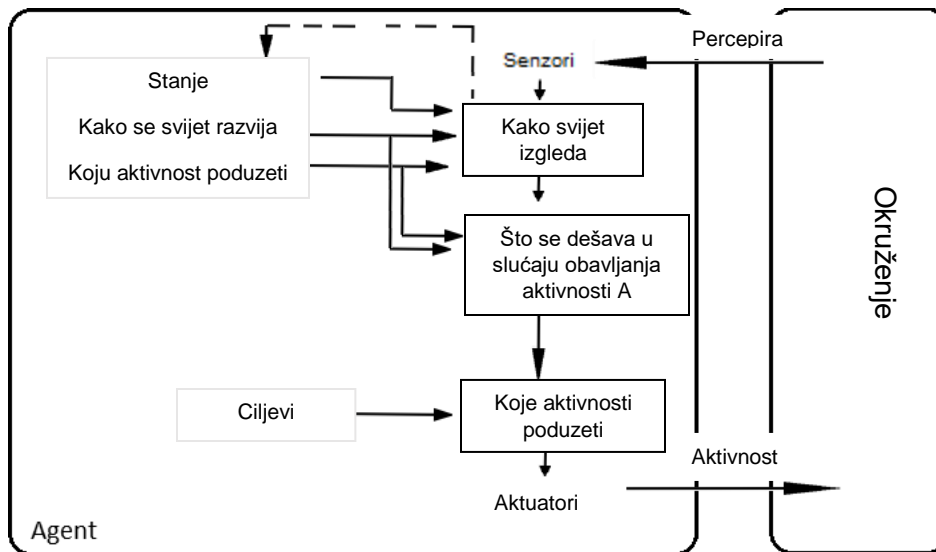 Percepira
Senzori
Stanje
Kako se svijet razvija
Koju aktivnost poduzeti
Kako svijet
izgleda
Što se dešava u
slućaju obavljanja
aktivnosti A
Okruženje
Ciljevi
Koje aktivnosti
poduzeti
Aktivnost
Aktuatori
Agent